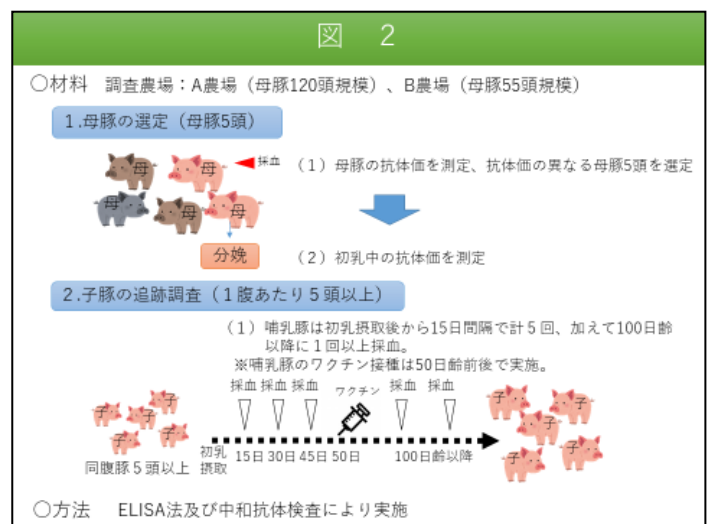 図　２
〇材料　調査農場：A農場（母豚120頭規模）、B農場（母豚55頭規模）
１.母豚の選定（母豚5頭）
母
母
採血
（１）母豚の抗体価を測定、抗体価の異なる母豚5頭を選定
母
母
母
分娩
（２）初乳中の抗体価を測定
２.子豚の追跡調査（１腹あたり５頭以上）
（１）哺乳豚は初乳摂取後から15日間隔で計５回、加えて100日齢
以降に１回以上採血。
※哺乳豚のワクチン接種は50日齢前後で実施。
採血 採血 採血 ワクチン 採血 採血
子
子
子
子
子
子
子
子
子
子
初乳
摂取
15日 30日 45日 50日 100日齢以降
同腹豚５頭以上
〇方法　ELISA法及び中和抗体検査により実施